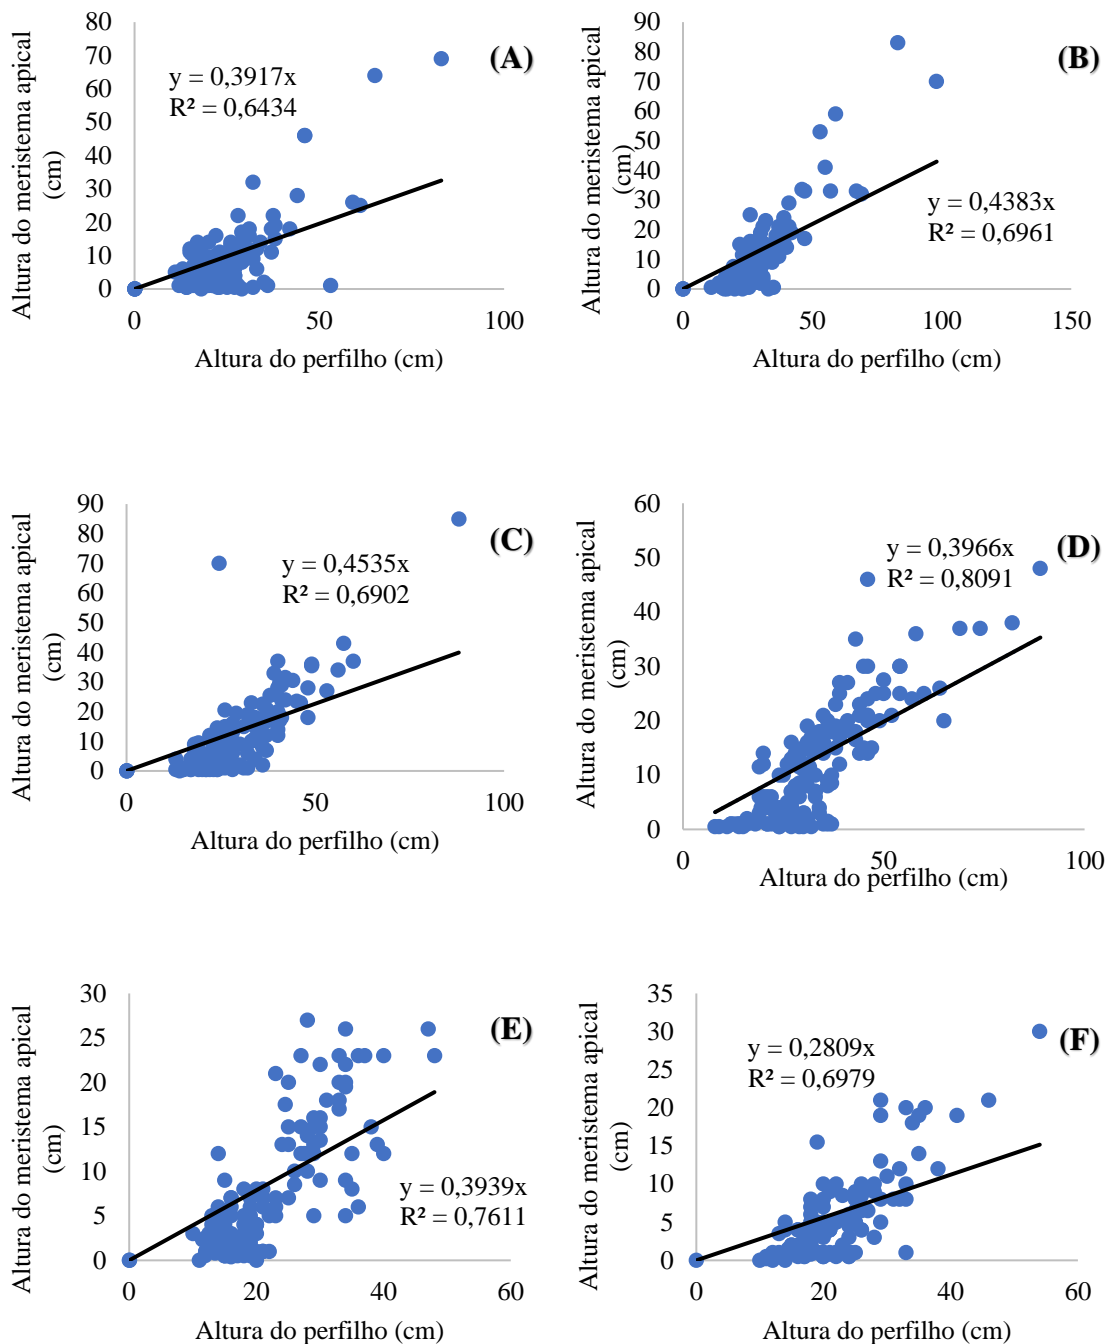 80
70
60
50
40
30
20
10
0
Altura do meristema apical
(cm)
(A)
y = 0,3917x
R² = 0,6434
0
50
100
Altura do perfilho (cm)
90
80
70
60
50
40
30
20
10
0
Altura do meristema apical
(cm)
(B)
y = 0,4383x
R² = 0,6961
0
50
100
150
Altura do perfilho (cm)
90
80
70
60
50
40
30
20
10
0
Altura do meristema apical
(cm)
(C)
y = 0,4535x
R² = 0,6902
0
50
100
Altura do perfilho (cm)
60
50
40
30
20
10
0
Altura do meristema apical
(cm)
(D)
y = 0,3966x
R² = 0,8091
0
50
100
Altura do perfilho (cm)
30
25
20
15
10
5
0
Altura do meristema apical
(cm)
(E)
y = 0,3939x
R² = 0,7611
0
20
40
60
Altura do perfilho (cm)
35
30
25
20
15
10
5
0
Altura do meristema apical
(cm)
(F)
y = 0,2809x
R² = 0,6979
0
20
40
60
Altura do perfilho (cm)